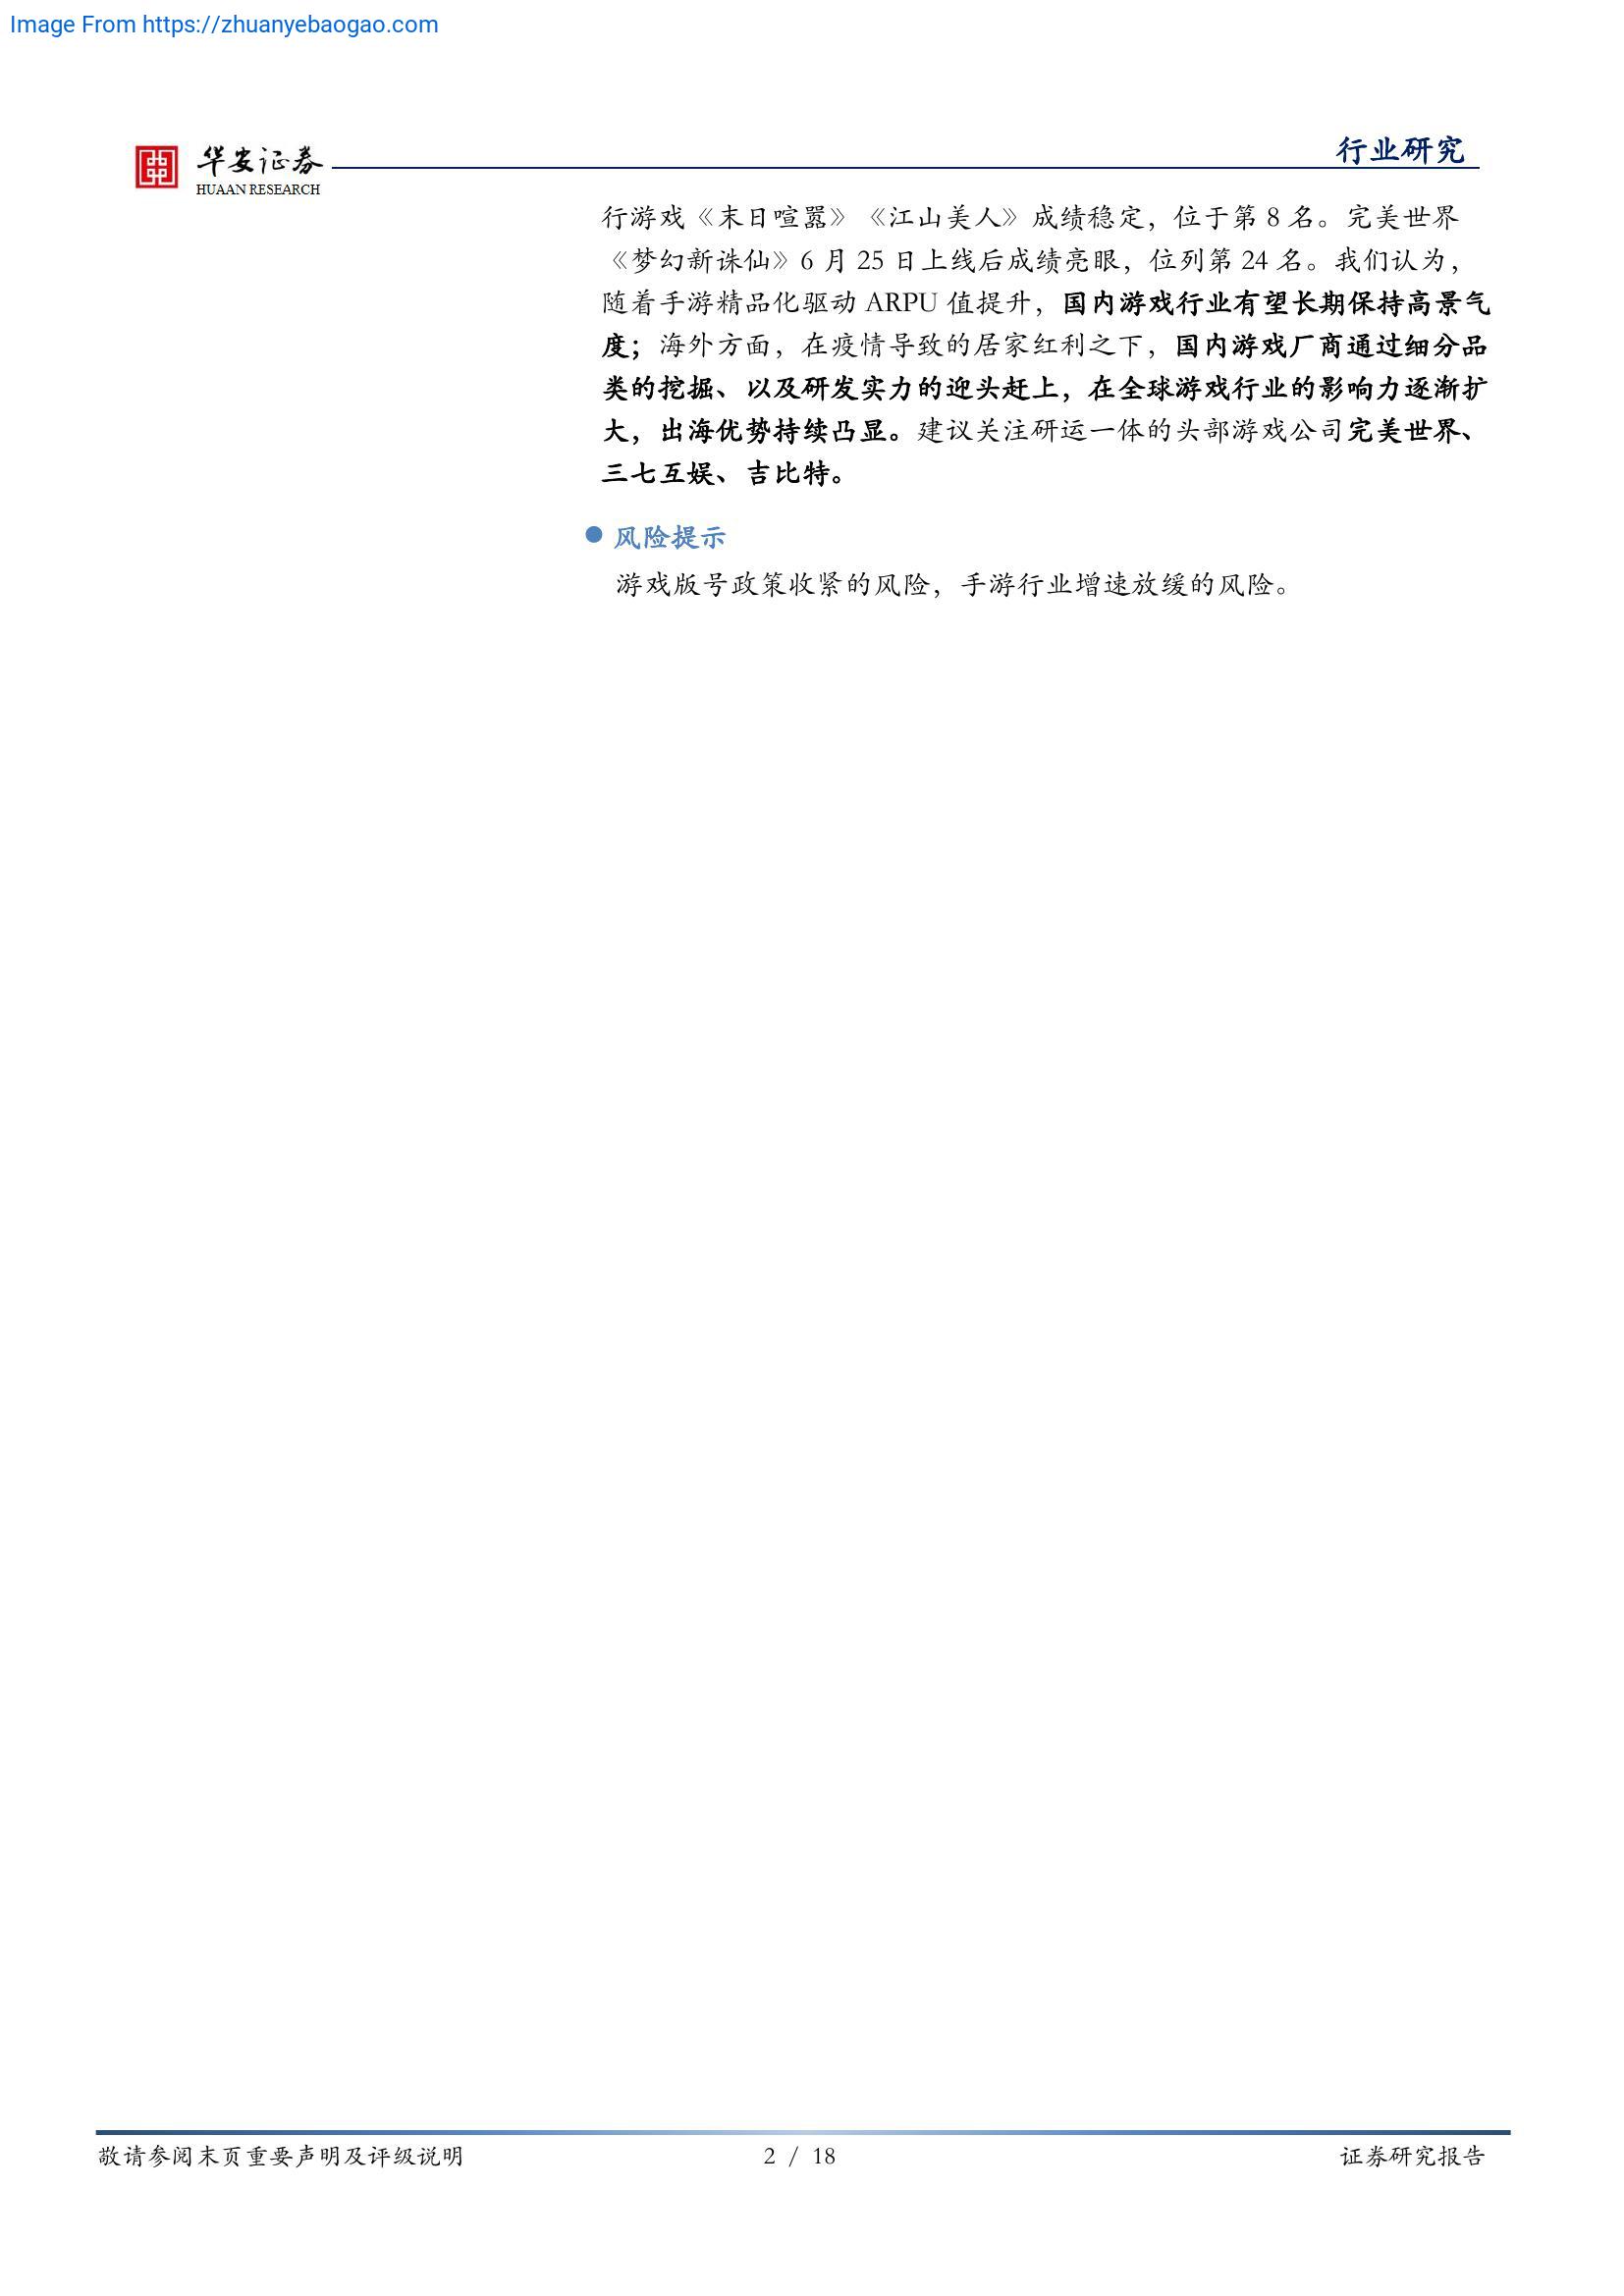 Image From https://zhuanyebaogao.com
华安证券
HUAAN RESEARCH
行业研究
行游戏《末日喧嚣》《江山美人》成绩稳定，位于第 8 名。完美世界
《梦幻新诛仙》6 月 25 日上线后成绩亮眼，位列第 24 名。我们认为，
随着手游精品化驱动 ARPU 值提升，国内游戏行业有望长期保持高景气
度；海外方面，在疫情导致的居家红利之下，国内游戏厂商通过细分品
类的挖掘、以及研发实力的迎头赶上，在全球游戏行业的影响力逐渐扩
大，出海优势持续凸显。建议关注研运一体的头部游戏公司完美世界、
三七互娱、吉比特。
风险提示
游戏版号政策收紧的风险，手游行业增速放缓的风险。
敬请参阅末页重要声明及评级说明
2 / 18
证券研究报告